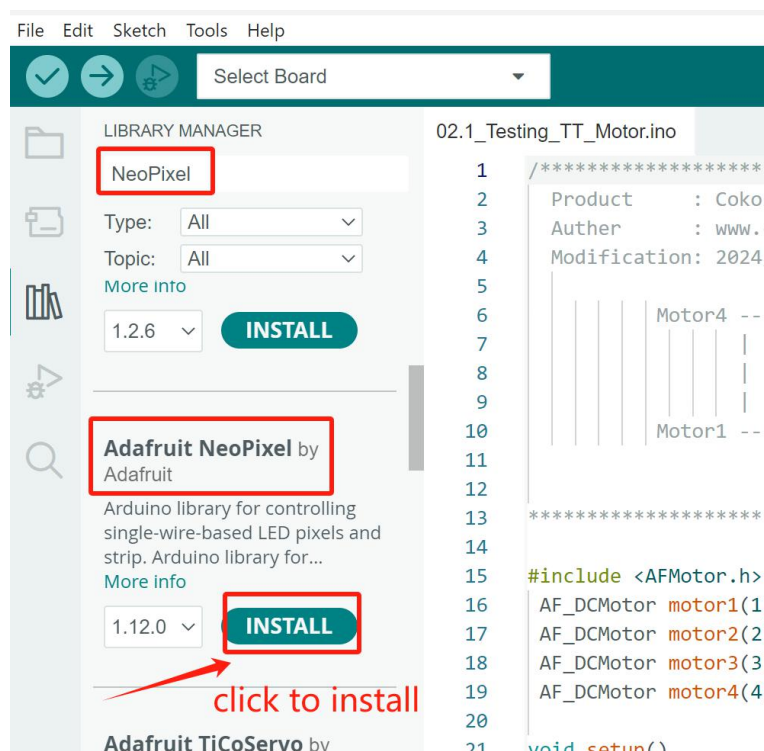 File Edit Sketch Tools Help
Select Board
LIBRARY MANAGER
NeoPixel
Type: All
Topic: All
More info
1.2.6 INSTALL
Adafruit NeoPixel by
Adafruit
Arduino library for controlling
single-wire-based LED pixels and
strip. Arduino library for...
More info
1.12.0 INSTALL
click to install
Adafruit TiCoServo by
02.1_Testing_TT_Motor.ino
1 /*******************
2 Product : Coko
3 Auther : www.
4 Modification: 2024
5
6 Motor4 --
7 |
8 |
9 |
10 Motor1 --
11
12
13 ********************
14
15 #include <AFMotor.h>
16 AF_DCMotor motor1(1
17 AF_DCMotor motor2(2
18 AF_DCMotor motor3(3
19 AF_DCMotor motor4(4
20
21 void setup()